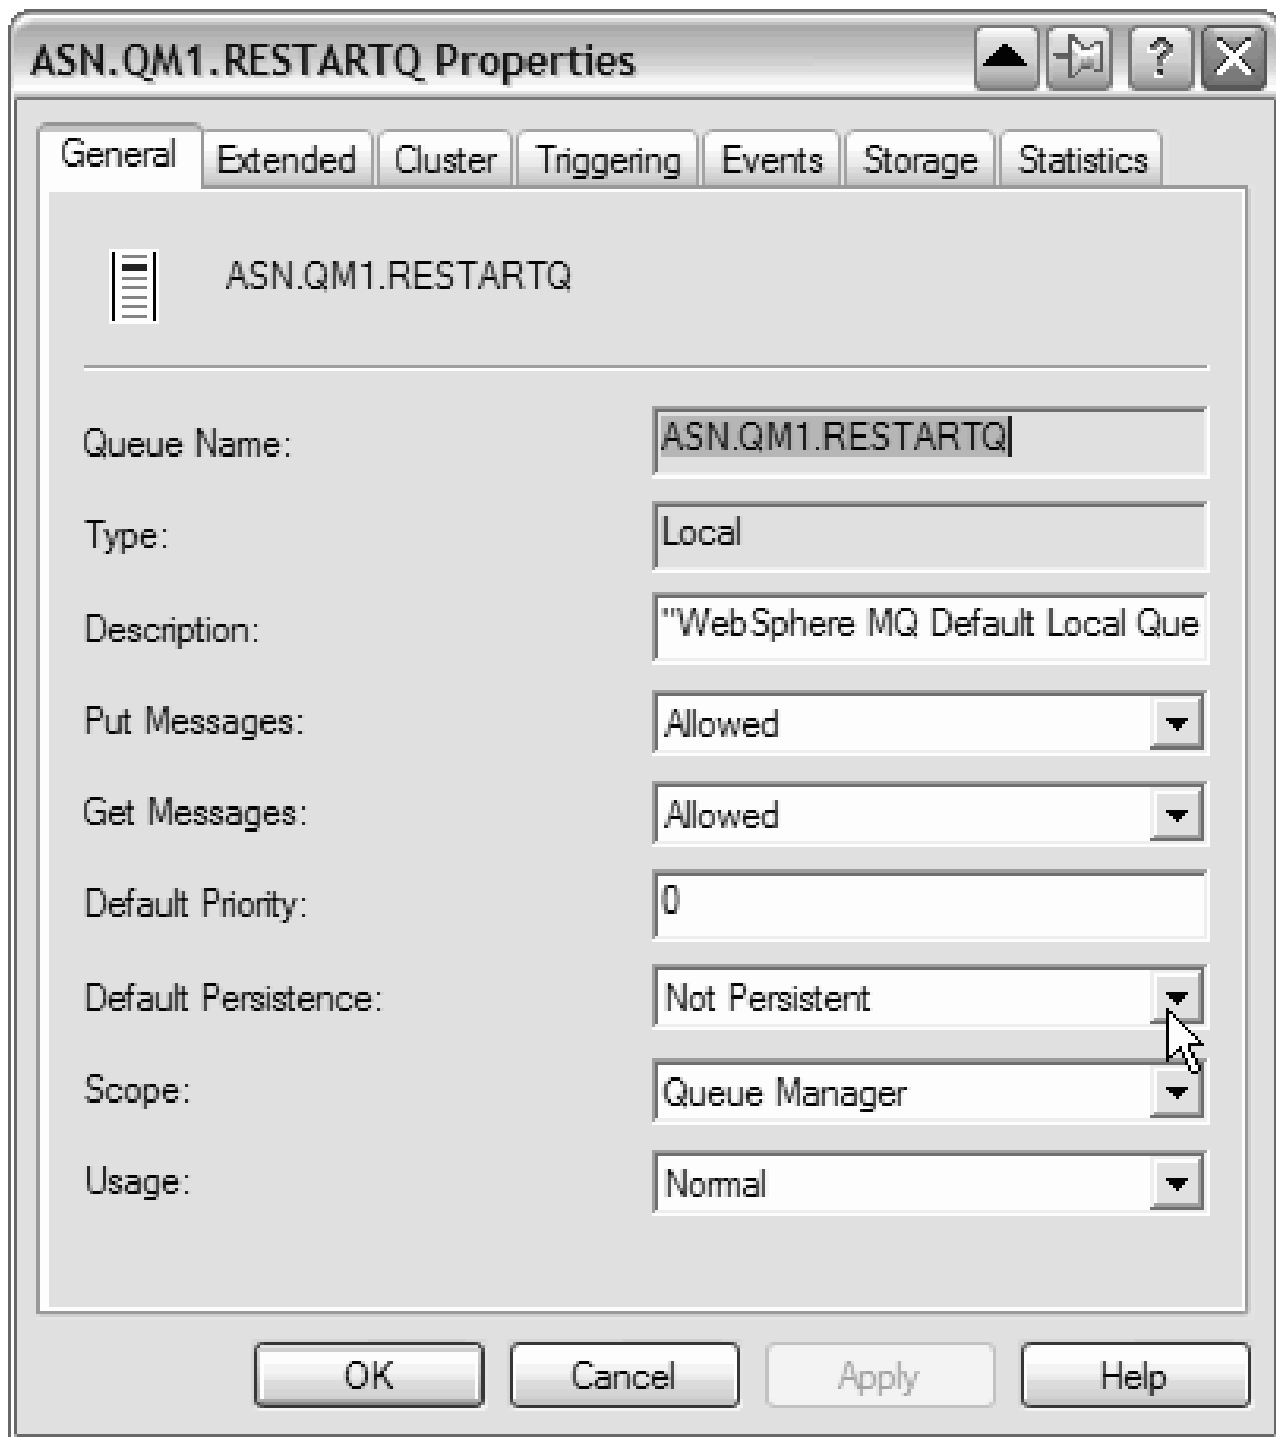 ASN.QM1.RESTARTQ Properties
?
General Extended Cluster Triggering Events Storage Statistics
ASN.QM1.RESTARTQ
Queue Name: ASN.QM1.RESTARTQ
Type: Local
Description: "WebSphere MQ Default Local Que
Put Messages: Allowed
Get Messages: Allowed
Default Priority: 0
Default Persistence: Not Persistent
Scope: Queue Manager
Usage: Normal
OK Cancel Apply Help